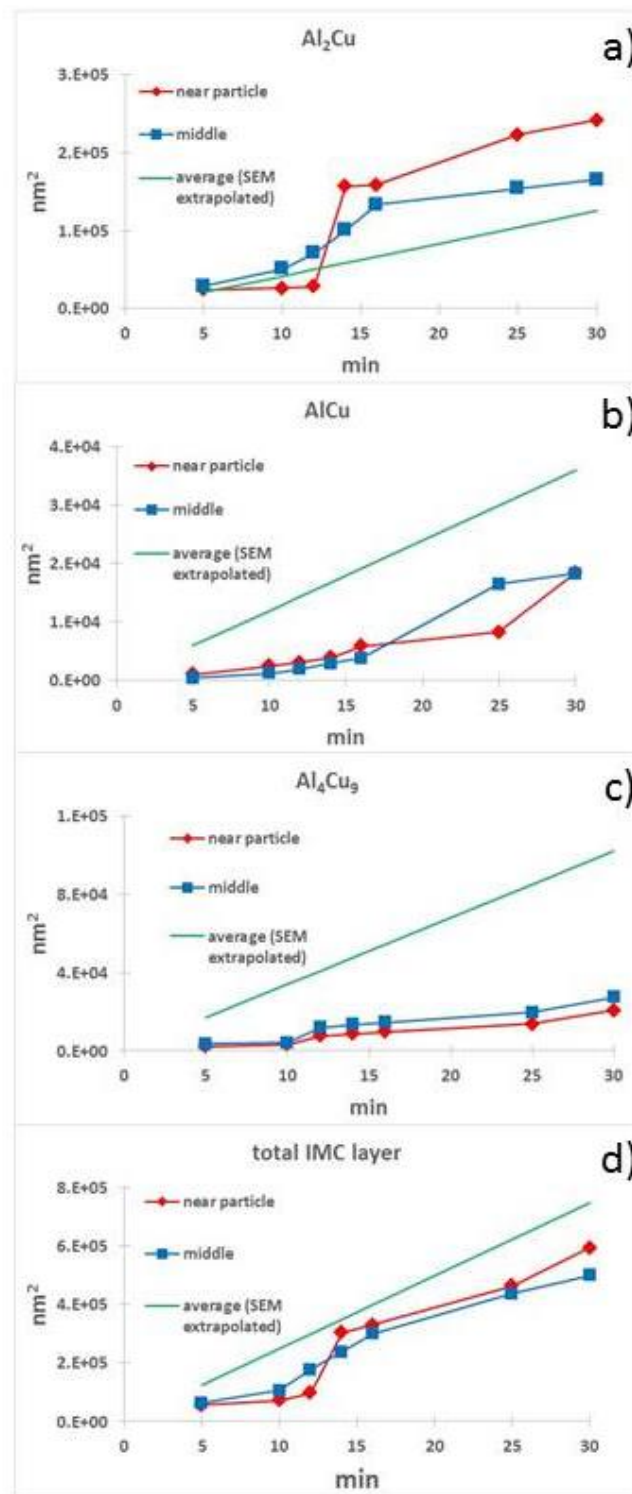 Al₂Cu
a)
3.E+05
2.E+05
1.E+05
0.E+00
nm²
near particle
middle
average (SEM
extrapolated)
0 5 10 15 20 25 30
min
AlCu
b)
4.E+04
3.E+04
2.E+04
1.E+04
0.E+00
nm²
near particle
middle
average (SEM
extrapolated)
0 5 10 15 20 25 30
min
Al₄Cu₉
c)
1.E+05
8.E+04
4.E+04
0.E+00
nm²
near particle
middle
average (SEM
extrapolated)
0 5 10 15 20 25 30
min
total IMC layer
d)
8.E+05
6.E+05
4.E+05
2.E+05
0.E+00
nm²
near particle
middle
average (SEM
extrapolated)
0 5 10 15 20 25 30
min